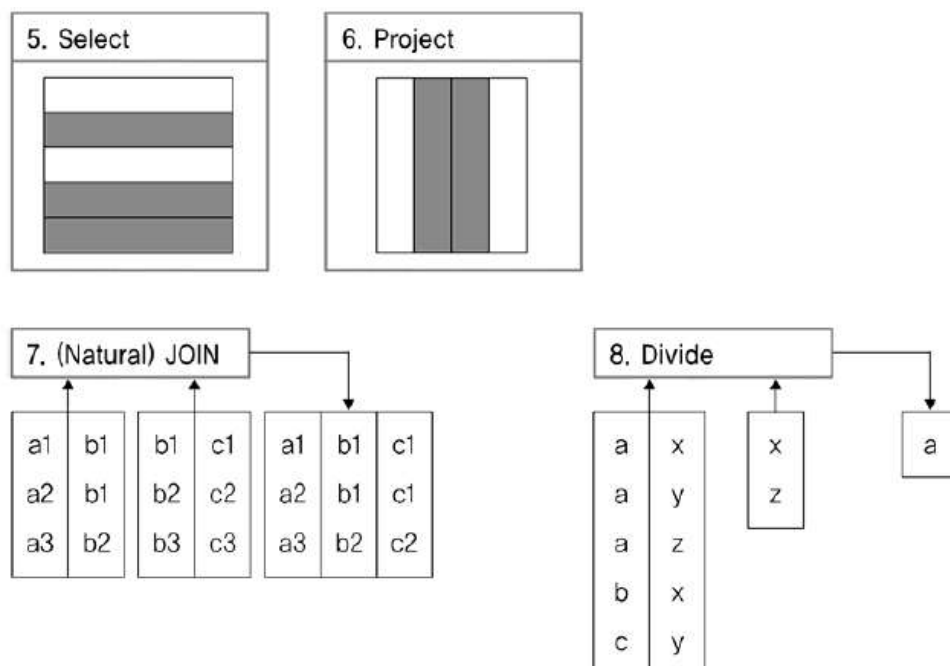 5. Select
6. Project
7. (Natural) JOIN
a1 b1
a2 b1
a3 b2
b1 c1
b2 c2
b3 c3
a1 b1 c1
a2 b1 c1
a3 b2 c2
8. Divide
a x
a y
a z
b x
c y
x
z
a